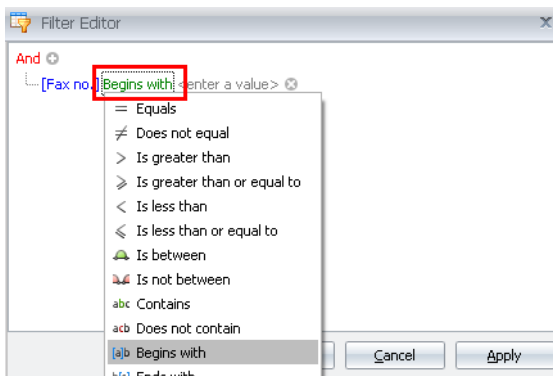 Filter Editor
And
[Fax no.] Begins with <enter a value>
= Equals
≠ Does not equal
> Is greater than
⩾ Is greater than or equal to
< Is less than
⩽ Is less than or equal to
Is between
Is not between
abc Contains
acb Does not contain
[a]b Begins with
Ends with
Cancel Apply